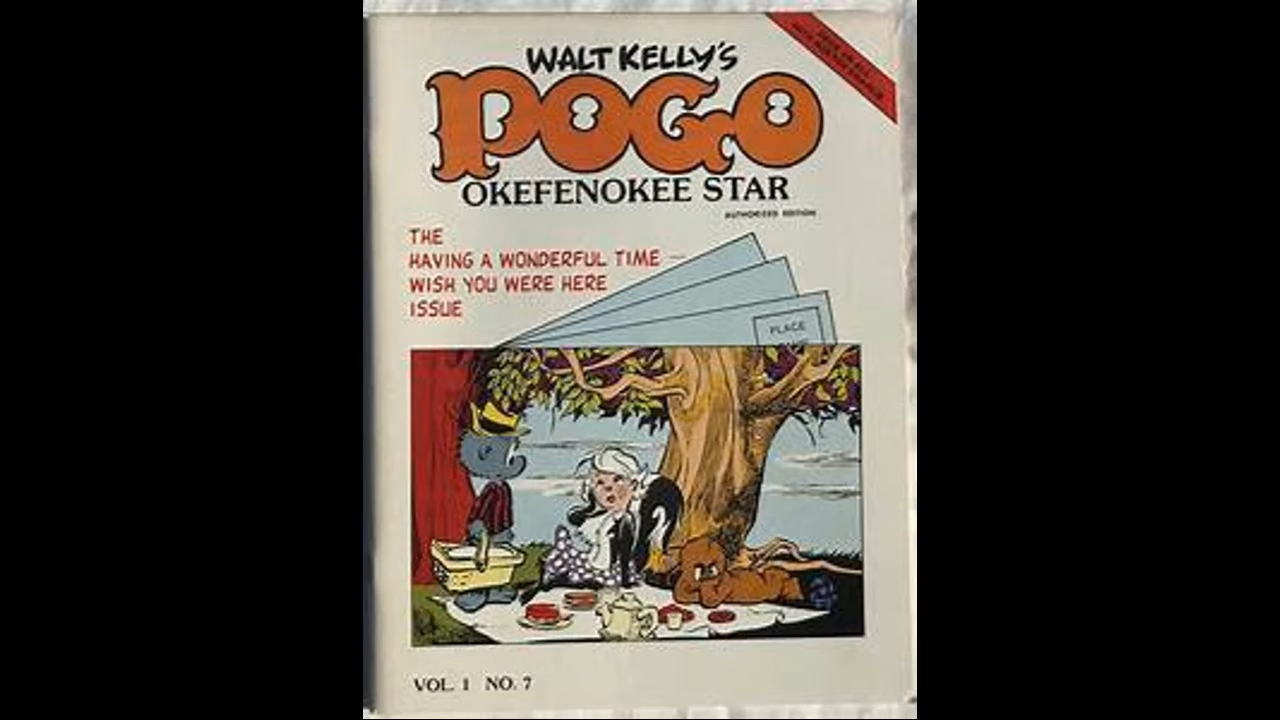 WALT KELLY'S
POGO
OKEFENOKEE STAR
AUTHORIZED EDITION
THE
HAVING A WONDERFUL TIME —
WISH YOU WERE HERE
ISSUE
PLACE
VOL. 1 NO. 7